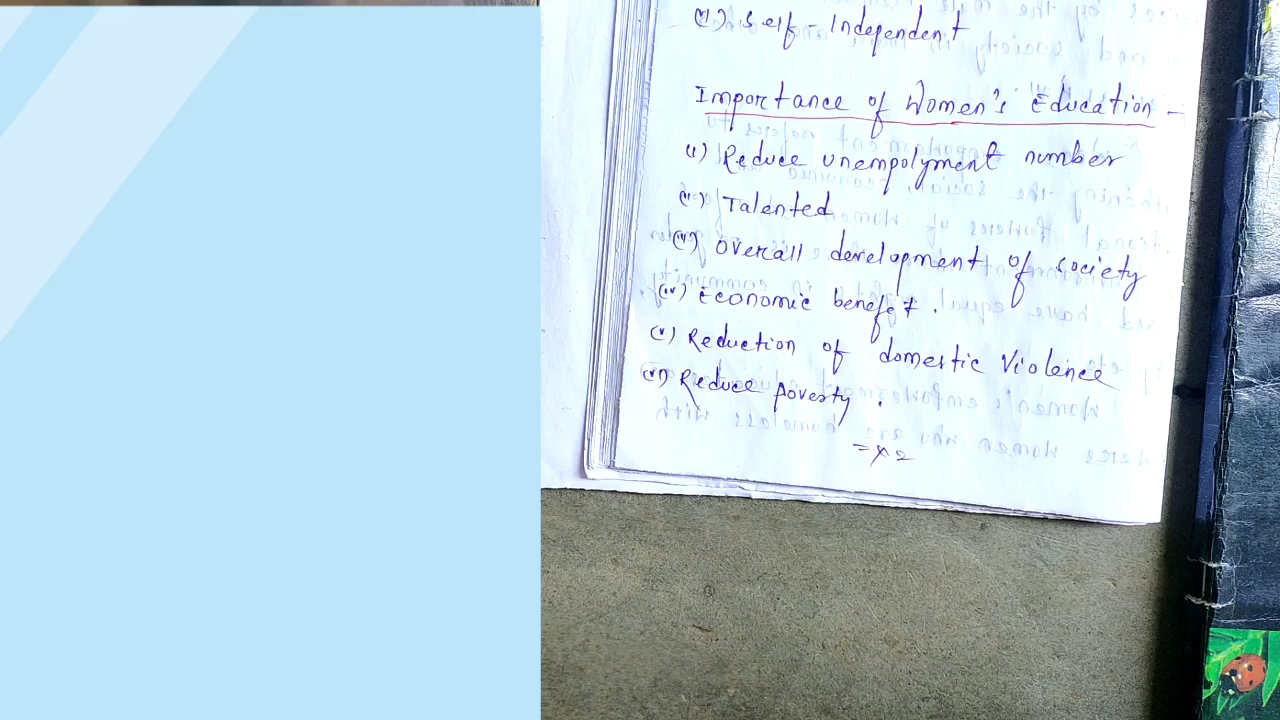 (vi) Self-Independent
Importance of Women's Education -
(i) Reduce unempolyment number
(ii) Talented
(iii) Overall development of society
(iv) Economic benefit.
(v) Reduction of domestic Violence
(vi) Reduce poverty.